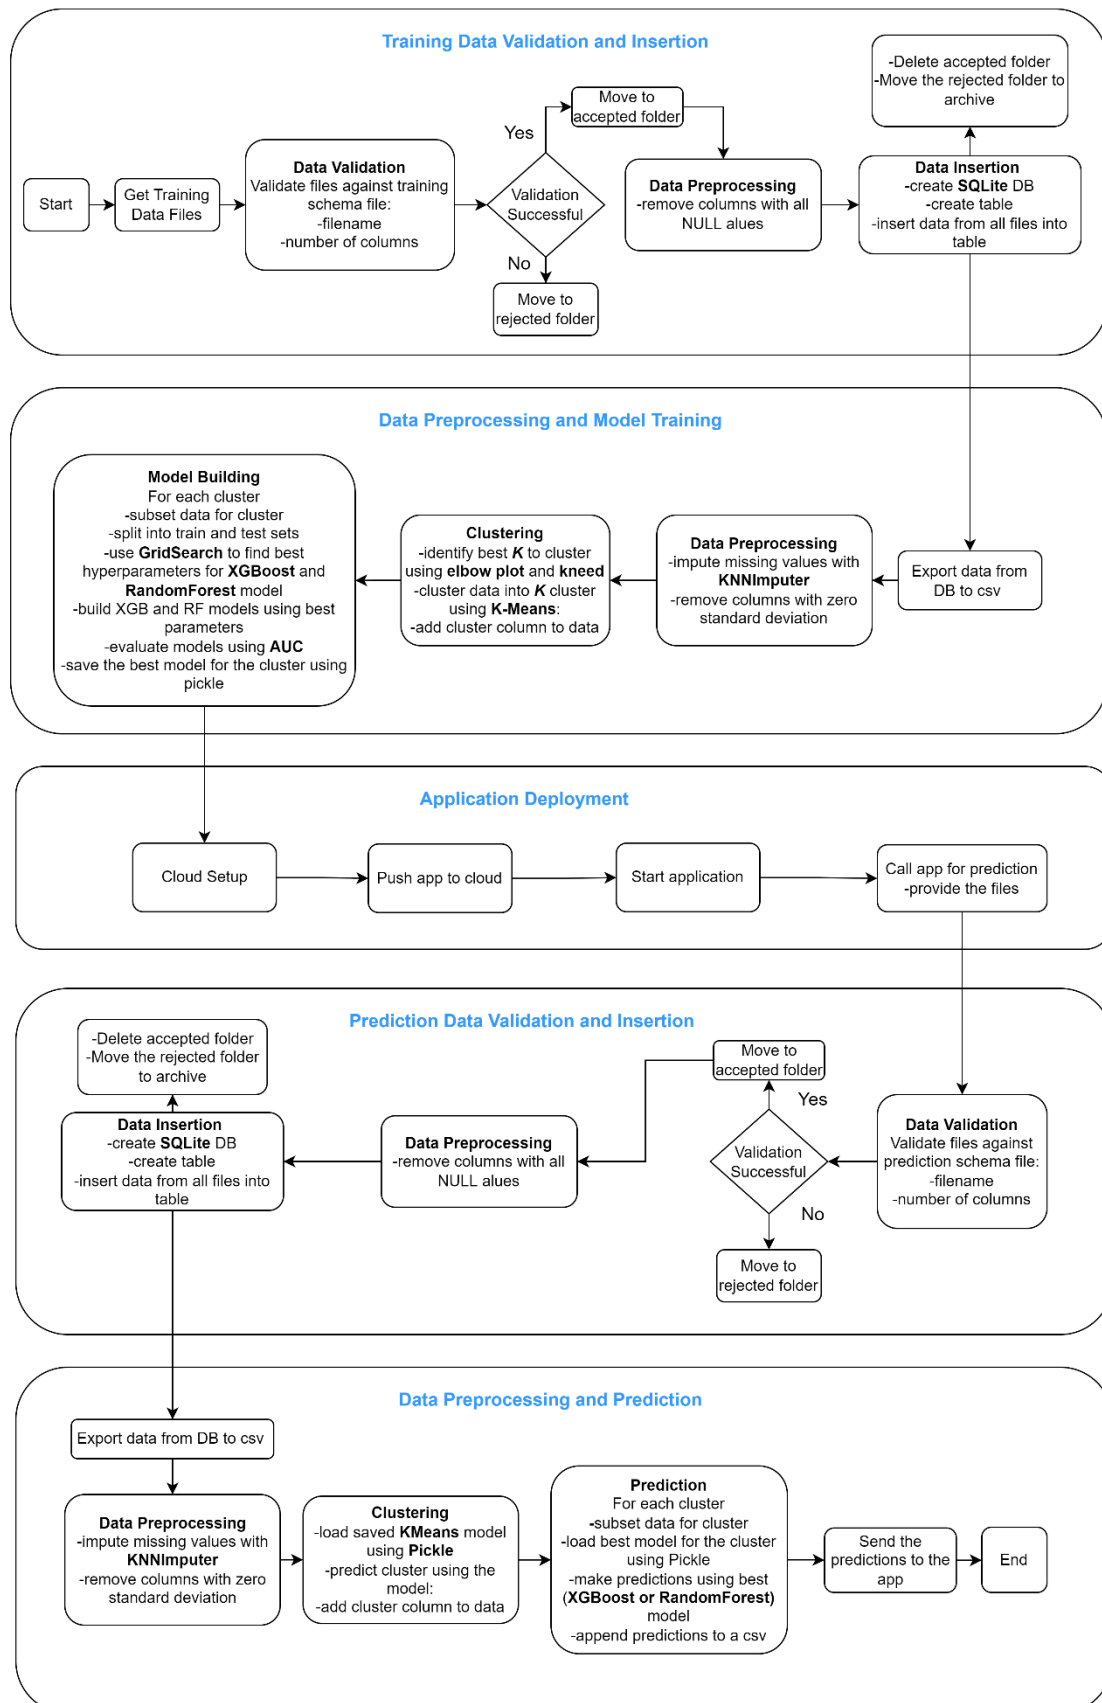 Training Data Validation and Insertion
-Delete accepted folder
-Move the rejected folder to
archive
Move to
accepted folder
Yes
Start
Get Training
Data Files
Data Validation
Validate files against training
schema file:
-filename
-number of columns
Validation
Successful
Data Preprocessing
-remove columns with all
NULL alues
Data Insertion
-create SQLite DB
-create table
-insert data from all files into
table
No
Move to
rejected folder
Data Preprocessing and Model Training
Model Building
For each cluster
-subset data for cluster
-split into train and test sets
-use GridSearch to find best
hyperparameters for XGBoost and
RandomForest model
-build XGB and RF models using best
parameters
-evaluate models using AUC
-save the best model for the cluster using
pickle
Clustering
-identify best K to cluster
using elbow plot and kneed
-cluster data into K cluster
using K-Means:
-add cluster column to data
Data Preprocessing
-impute missing values with
KNNImputer
-remove columns with zero
standard deviation
Export data from
DB to csv
Application Deployment
Cloud Setup
Push app to cloud
Start application
Call app for prediction
-provide the files
Prediction Data Validation and Insertion
-Delete accepted folder
-Move the rejected folder
to archive
Move to
accepted folder
Yes
Data Insertion
-create SQLite DB
-create table
-insert data from all files into
table
Data Preprocessing
-remove columns with all
NULL alues
Validation
Successful
Data Validation
Validate files against
prediction schema file:
-filename
-number of columns
No
Move to
rejected folder
Data Preprocessing and Prediction
Export data from DB to csv
Data Preprocessing
-impute missing values with
KNNImputer
-remove columns with zero
standard deviation
Clustering
-load saved KMeans model
using Pickle
-predict cluster using the
model:
-add cluster column to data
Prediction
For each cluster
-subset data for cluster
-load best model for the cluster
using Pickle
-make predictions using best
(XGBoost or RandomForest)
model
-append predictions to a csv
Send the
predictions to the
app
End